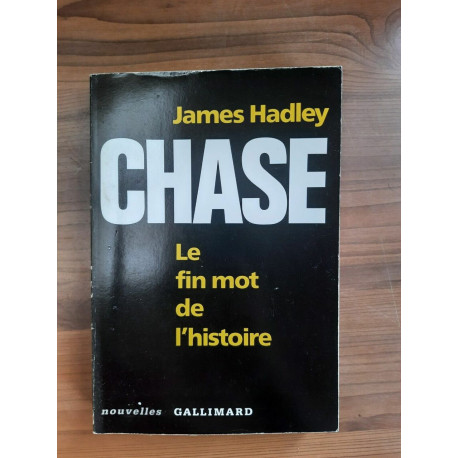 James Hadley
CHASE
Le
fin mot
de
l'histoire
nouvelles GALLIMARD